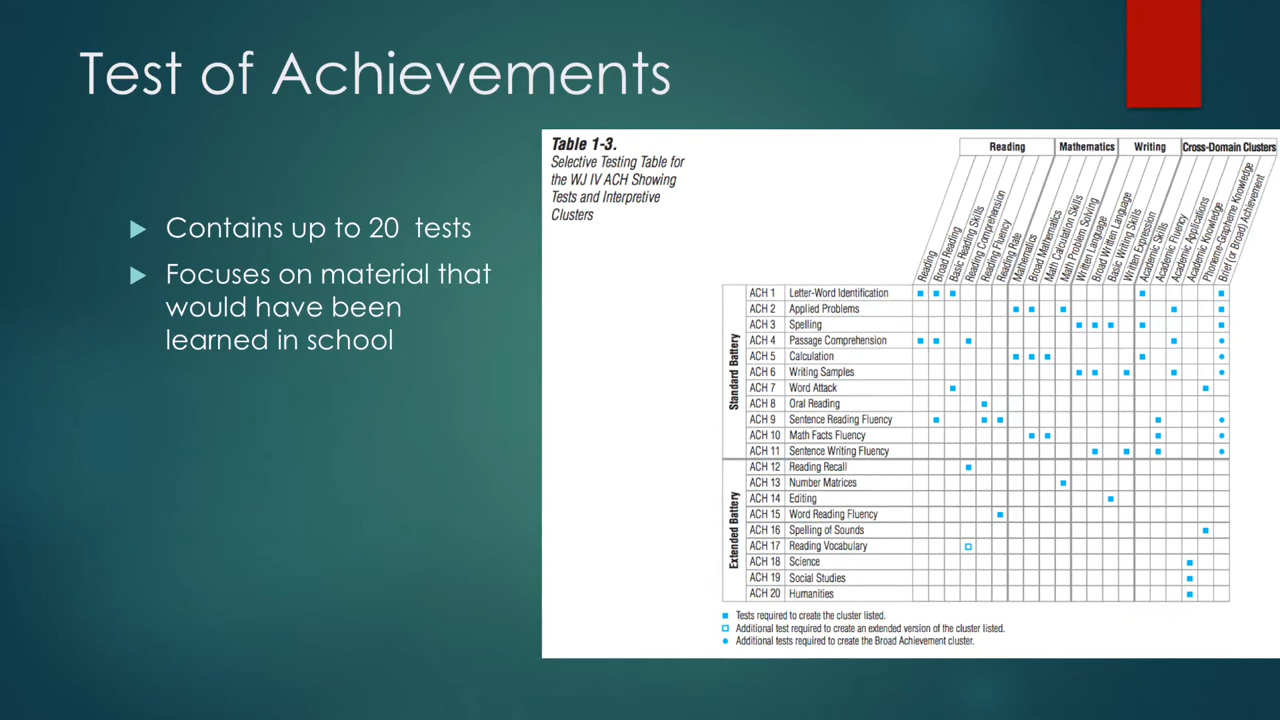 Test of Achievements
Contains up to 20 tests
Focuses on material that
would have been
learned in school
Table 1-3.
Selective Testing Table for
the WJ IV ACH Showing
Tests and Interpretive
Clusters
Reading
Mathematics
Writing
Cross-Domain Clusters
Reading
Broad Reading
Basic Reading Skills
Reading Comprehension
Reading Fluency
Reading Rate
Mathematics
Broad Mathematics
Math Calculation Skills
Math Problem Solving
Written Language
Broad Written Language
Basic Writing Skills
Written Expression
Academic Skills
Academic Fluency
Academic Applications
Academic Knowledge
Phoneme-Grapheme Knowledge
Brief (or Broad) Achievement
Standard Battery
ACH 1 Letter-Word Identification
ACH 2 Applied Problems
ACH 3 Spelling
ACH 4 Passage Comprehension
ACH 5 Calculation
ACH 6 Writing Samples
ACH 7 Word Attack
ACH 8 Oral Reading
ACH 9 Sentence Reading Fluency
ACH 10 Math Facts Fluency
ACH 11 Sentence Writing Fluency
Extended Battery
ACH 12 Reading Recall
ACH 13 Number Matrices
ACH 14 Editing
ACH 15 Word Reading Fluency
ACH 16 Spelling of Sounds
ACH 17 Reading Vocabulary
ACH 18 Science
ACH 19 Social Studies
ACH 20 Humanities
Tests required to create the cluster listed.
Additional test required to create an extended version of the cluster listed.
Additional tests required to create the Broad Achievement cluster.